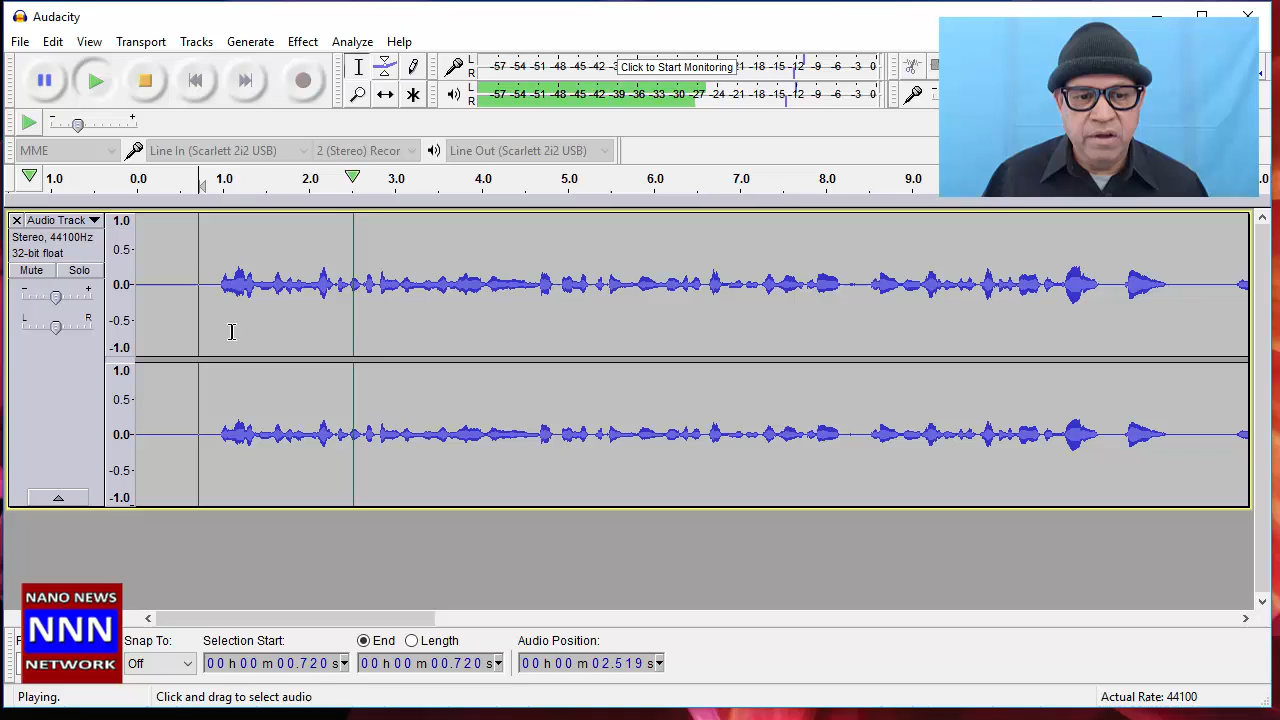 Audacity
File Edit View Transport Tracks Generate Effect Analyze Help
L R -57 -54 -51 -48 -45 -42 -39 -36 -33 -30 Click to Start Monitoring -21 -18 -15 -12 -9 -6 -3 0
L R -57 -54 -51 -48 -45 -42 -39 -36 -33 -30 -27 -24 -21 -18 -15 -12 -9 -6 -3 0
- +
MME Line In (Scarlett 2i2 USB) 2 (Stereo) Recor Line Out (Scarlett 2i2 USB)
1.0 0.0 1.0 2.0 3.0 4.0 5.0 6.0 7.0 8.0 9.0
Audio Track
Stereo, 44100Hz
32-bit float
Mute Solo
- +
L R
1.0
0.5
0.0
-0.5
-1.0
1.0
0.5
0.0
-0.5
-1.0
NANO NEWS
NNN
NETWORK
Snap To: Selection Start: End Length Audio Position:
Off 00 h 00 m 00.720 s 00 h 00 m 00.720 s 00 h 00 m 02.519 s
Playing. Click and drag to select audio Actual Rate: 44100